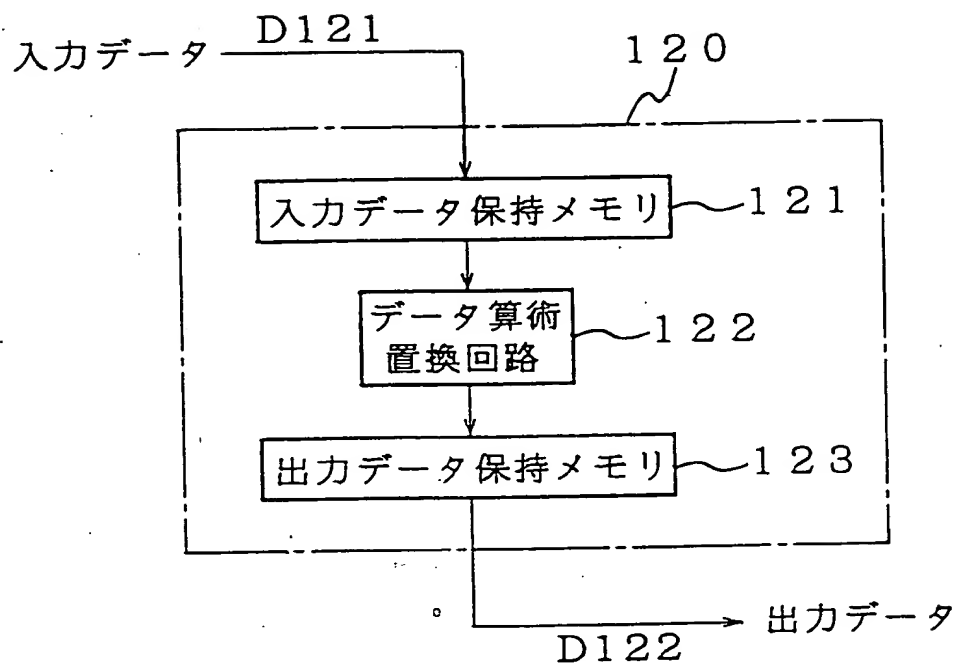 D121
入力データ
120
入力データ保持メモリ
121
データ算術
置換回路
122
出力データ保持メモリ
123
出力データ
D122